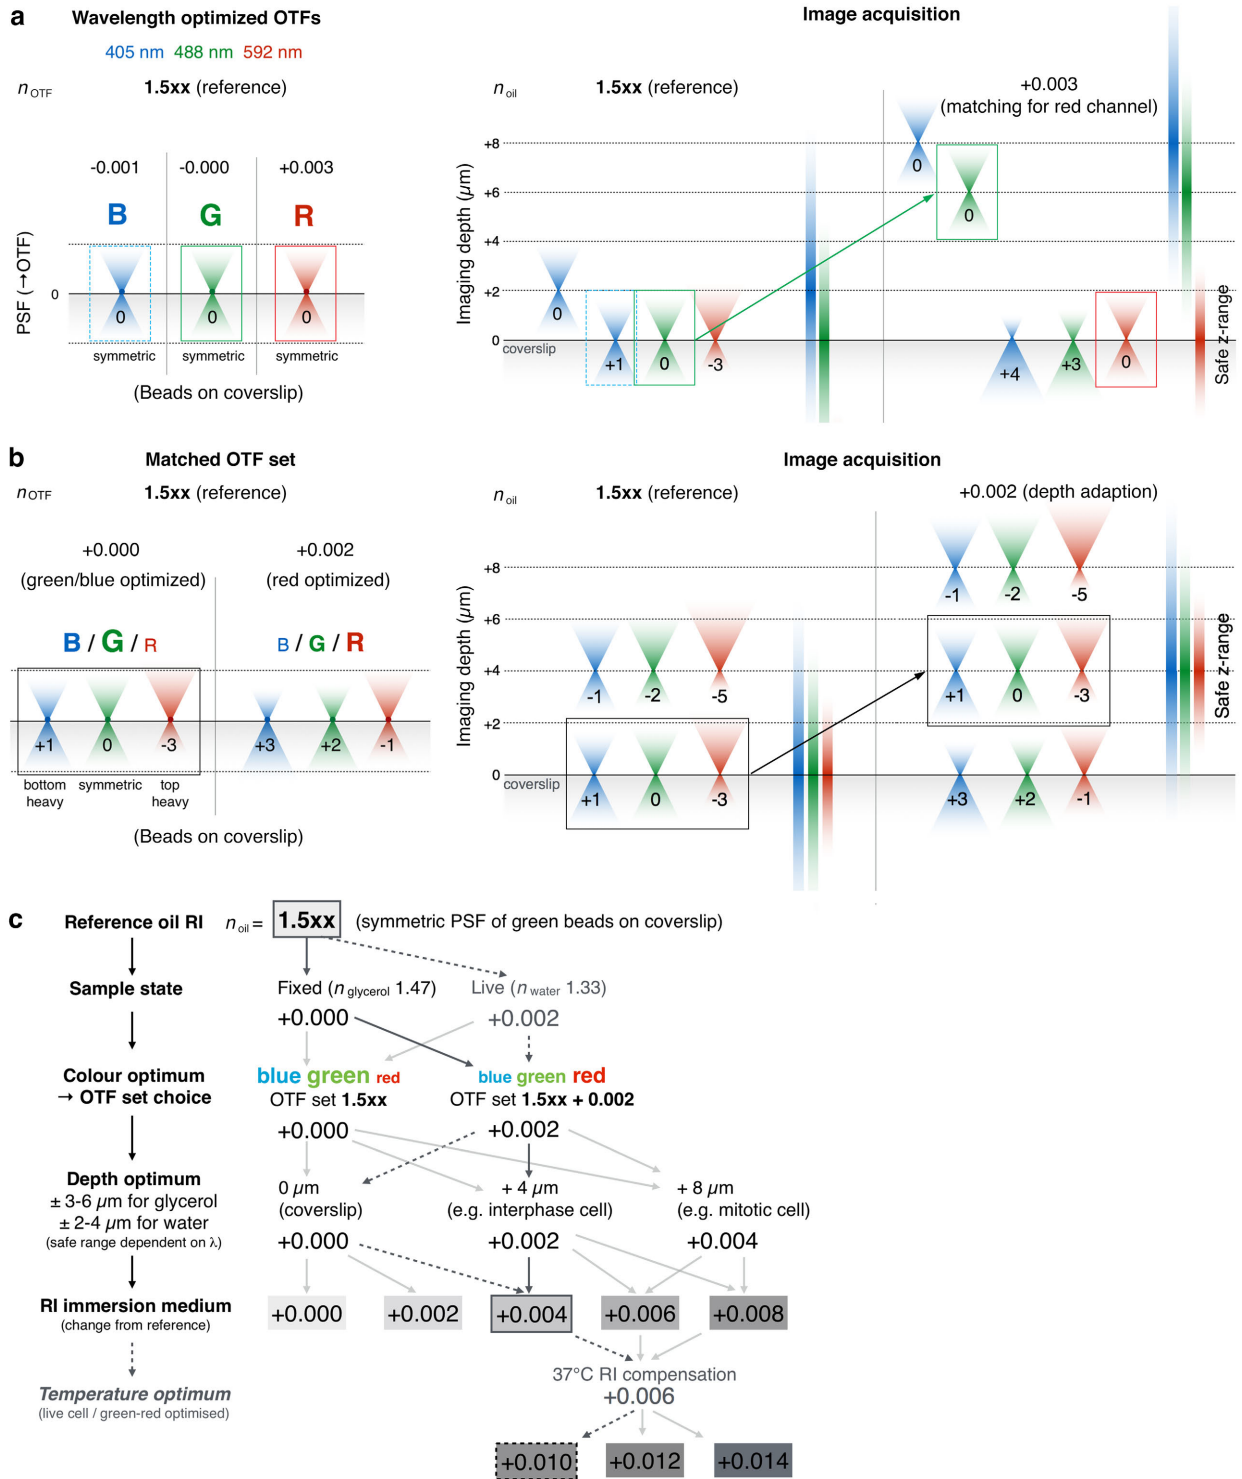 a
Wavelength optimized OTFs
405 nm 488 nm 592 nm
nOTF 1.5xx (reference)
-0.001 -0.000 +0.003
B G R
PSF (→OTF)
0
0 0 0
symmetric symmetric symmetric
(Beads on coverslip)
Image acquisition
noil 1.5xx (reference)
+0.003
(matching for red channel)
Imaging depth (µm)
+8
+6
+4
+2
0
coverslip
0
+1 0 -3
0
0
+4 +3 0
Safe z-range
b
Matched OTF set
nOTF 1.5xx (reference)
+0.000 +0.002
(green/blue optimized) (red optimized)
B / G / R B / G / R
+1 0 -3 +3 +2 -1
bottom heavy symmetric top heavy
(Beads on coverslip)
Image acquisition
noil 1.5xx (reference) +0.002 (depth adaption)
Imaging depth (µm)
+8
+6
+4
+2
0
coverslip
-1 -2 -5
+1 0 -3
-1 -2 -5
+1 0 -3
+3 +2 -1
Safe z-range
c
Reference oil RI noil = 1.5xx (symmetric PSF of green beads on coverslip)
Sample state Fixed (nglycerol 1.47) Live (nwater 1.33)
+0.000 +0.002
Colour optimum blue green red blue green red
→ OTF set choice OTF set 1.5xx OTF set 1.5xx + 0.002
+0.000 +0.002
Depth optimum
± 3-6 µm for glycerol
± 2-4 µm for water
(safe range dependent on λ)
0 µm + 4 µm + 8 µm
(coverslip) (e.g. interphase cell) (e.g. mitotic cell)
+0.000 +0.002 +0.004
RI immersion medium
(change from reference)
+0.000 +0.002 +0.004 +0.006 +0.008
Temperature optimum
(live cell / green-red optimised)
37°C RI compensation
+0.006
+0.010 +0.012 +0.014